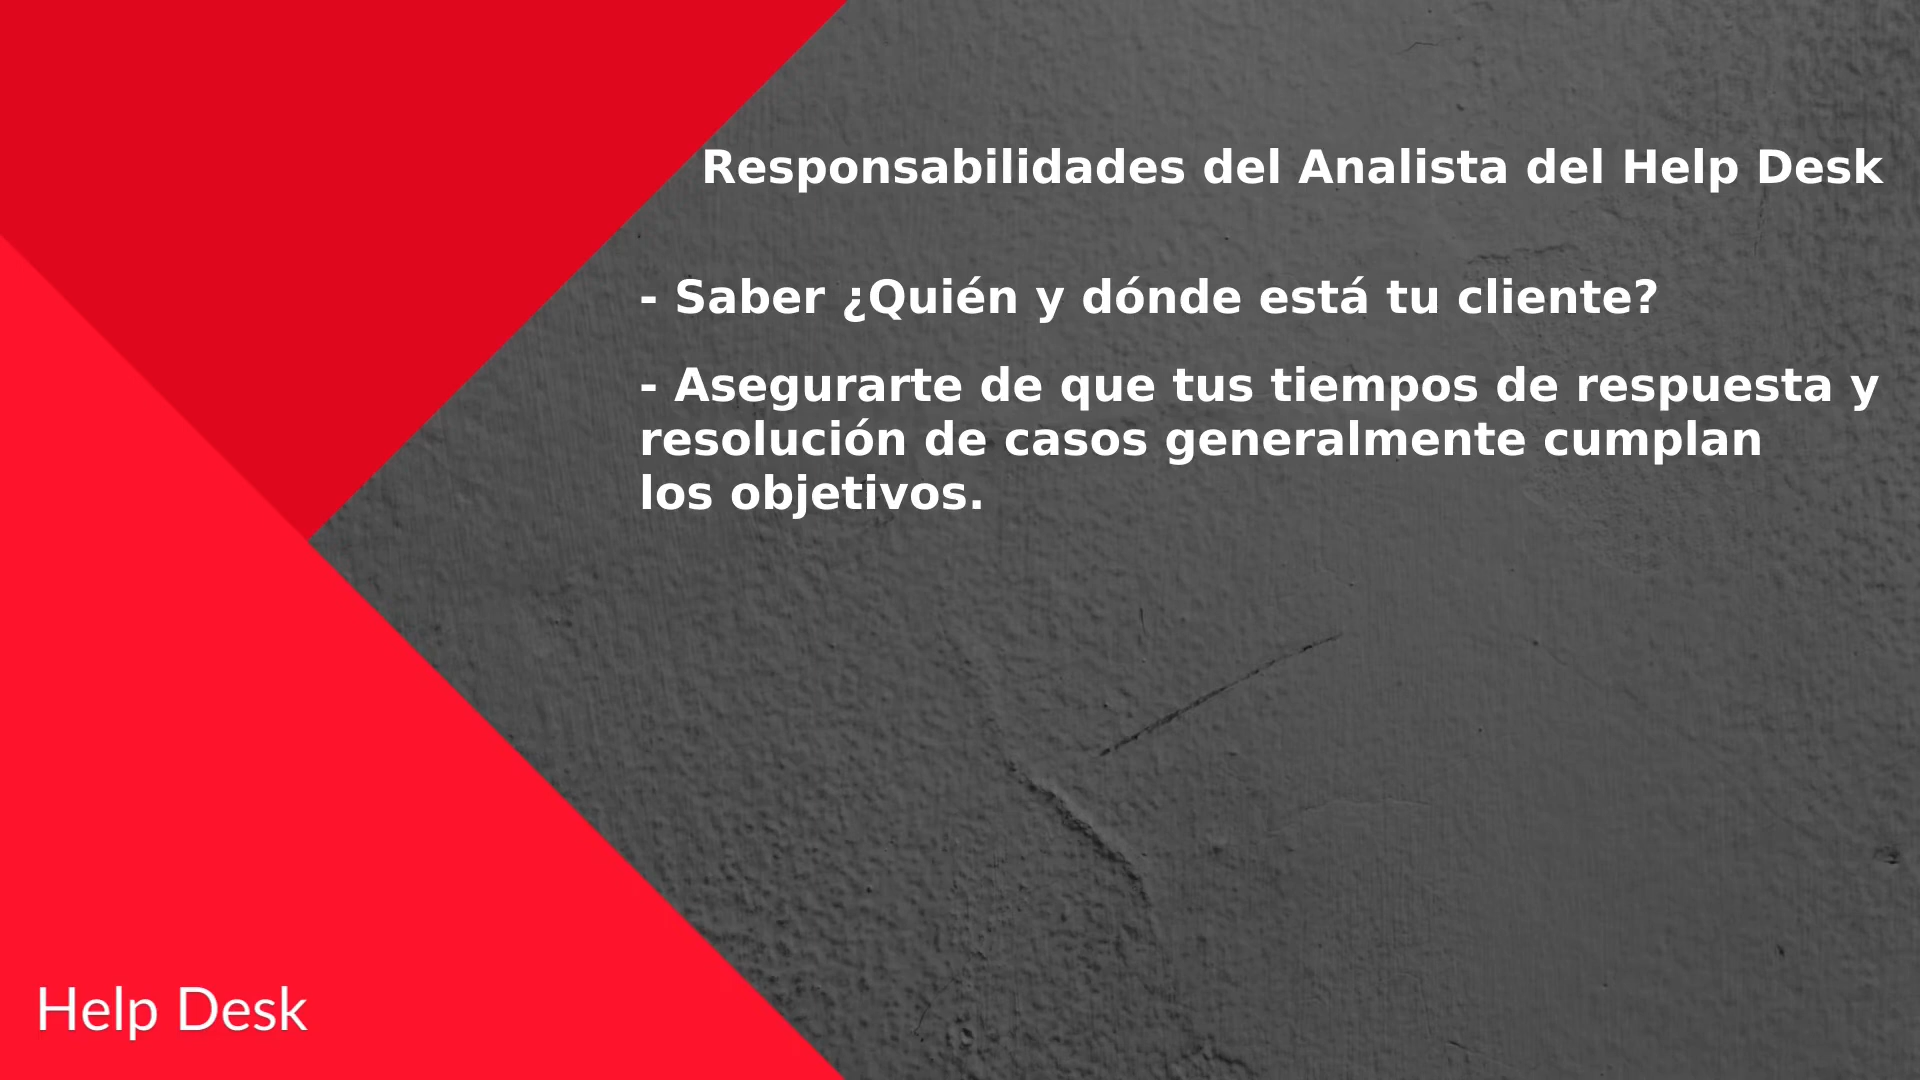 Responsabilidades del Analista del Help Desk
- Saber ¿Quién y dónde está tu cliente?
- Asegurarte de que tus tiempos de respuesta y
resolución de casos generalmente cumplan
los objetivos.
Help Desk